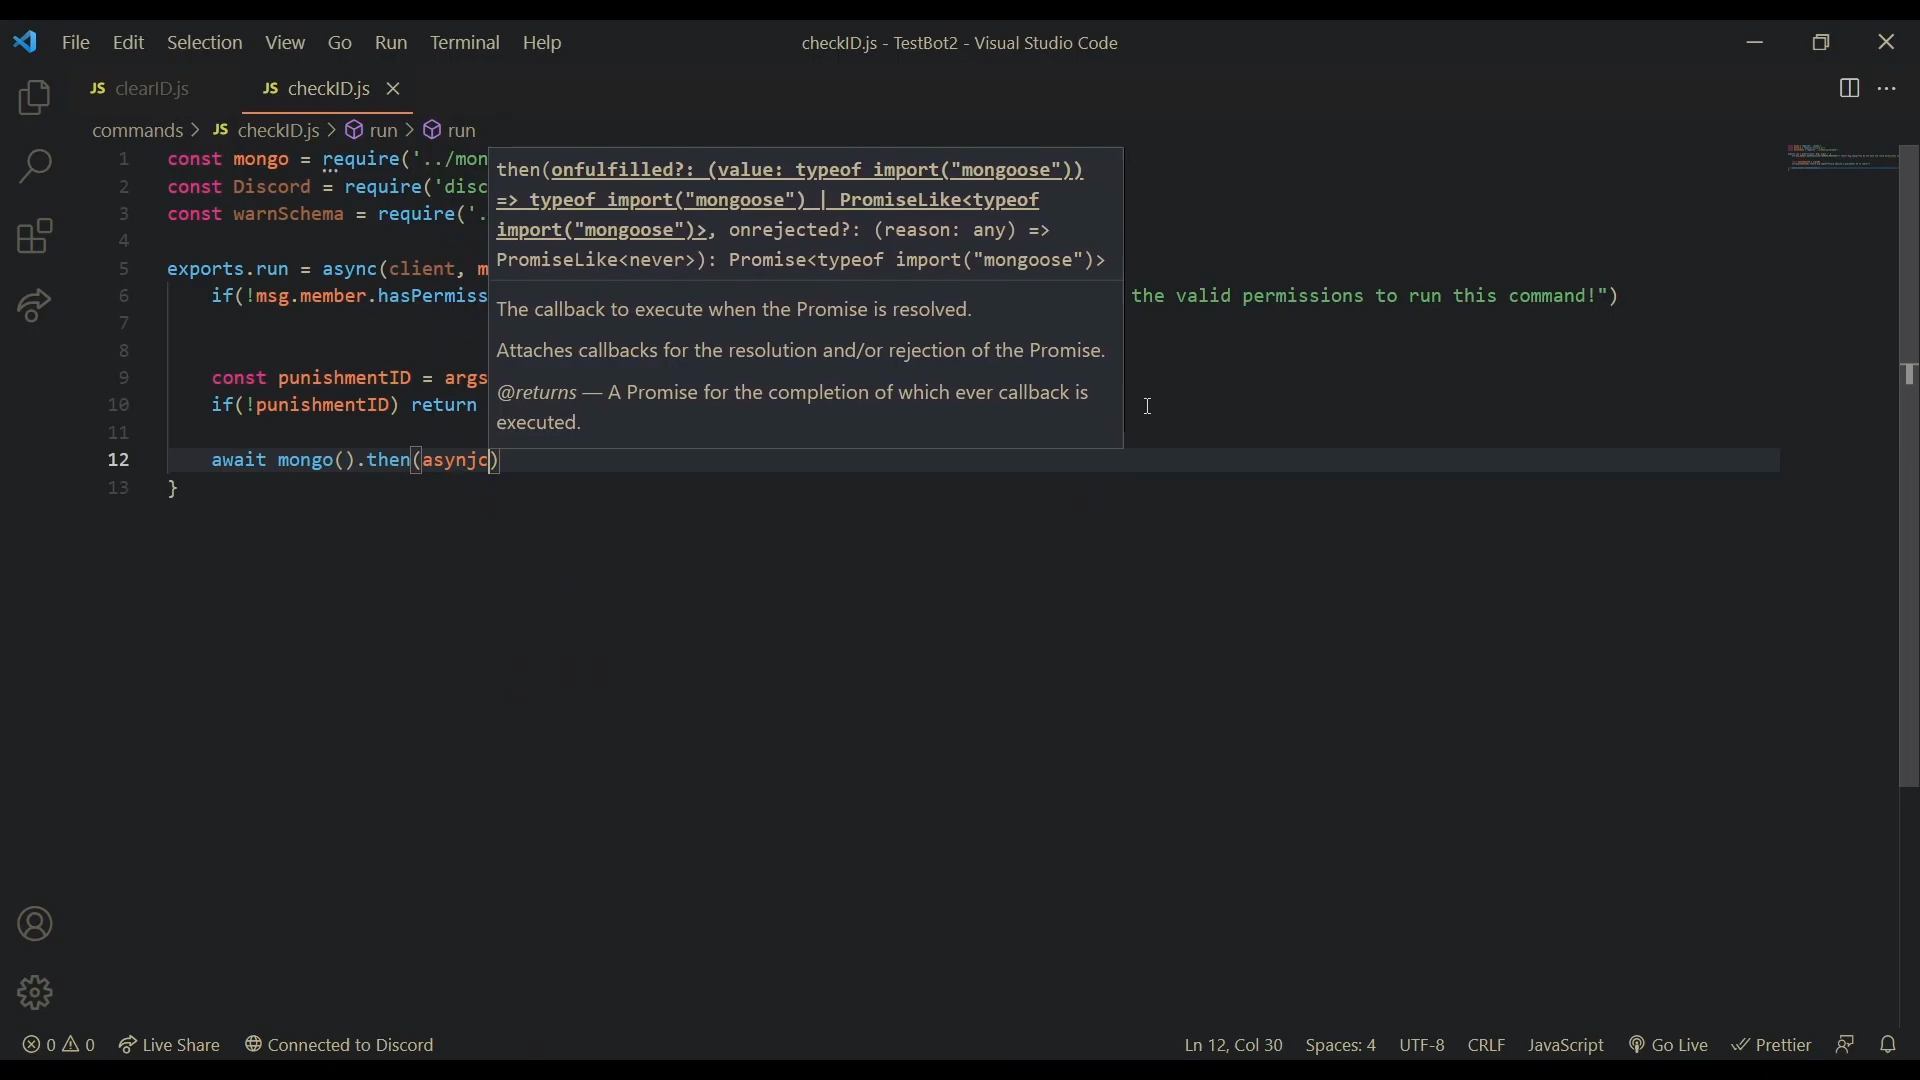 File Edit Selection View Go Run Terminal Help checkID.js - TestBot2 - Visual Studio Code
JS clearID.js JS checkID.js
commands > JS checkID.js > run > run
1 const mongo = require('../mon
2 const Discord = require('disc
3 const warnSchema = require('.
4
5 exports.run = async(client, m
6 if(!msg.member.hasPermiss the valid permissions to run this command!")
7
8
9 const punishmentID = args
10 if(!punishmentID) return
11
12 await mongo().then(asynjc)
13 }
then(onfulfilled?: (value: typeof import("mongoose"))
=> typeof import("mongoose") | PromiseLike<typeof
import("mongoose")>, onrejected?: (reason: any) =>
PromiseLike<never>): Promise<typeof import("mongoose")>
The callback to execute when the Promise is resolved.
Attaches callbacks for the resolution and/or rejection of the Promise.
@returns — A Promise for the completion of which ever callback is
executed.
0 0 Live Share Connected to Discord Ln 12, Col 30 Spaces: 4 UTF-8 CRLF JavaScript Go Live Prettier